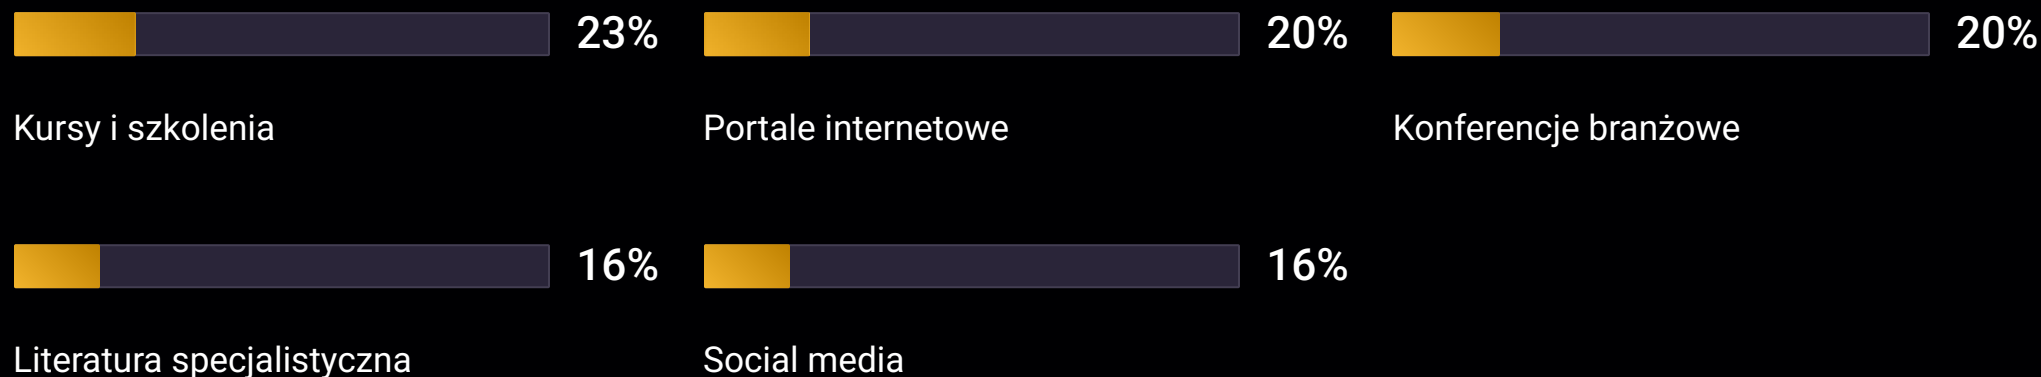 23%
Kursy i szkolenia
20%
Portale internetowe
20%
Konferencje branżowe
16%
Literatura specjalistyczna
16%
Social media